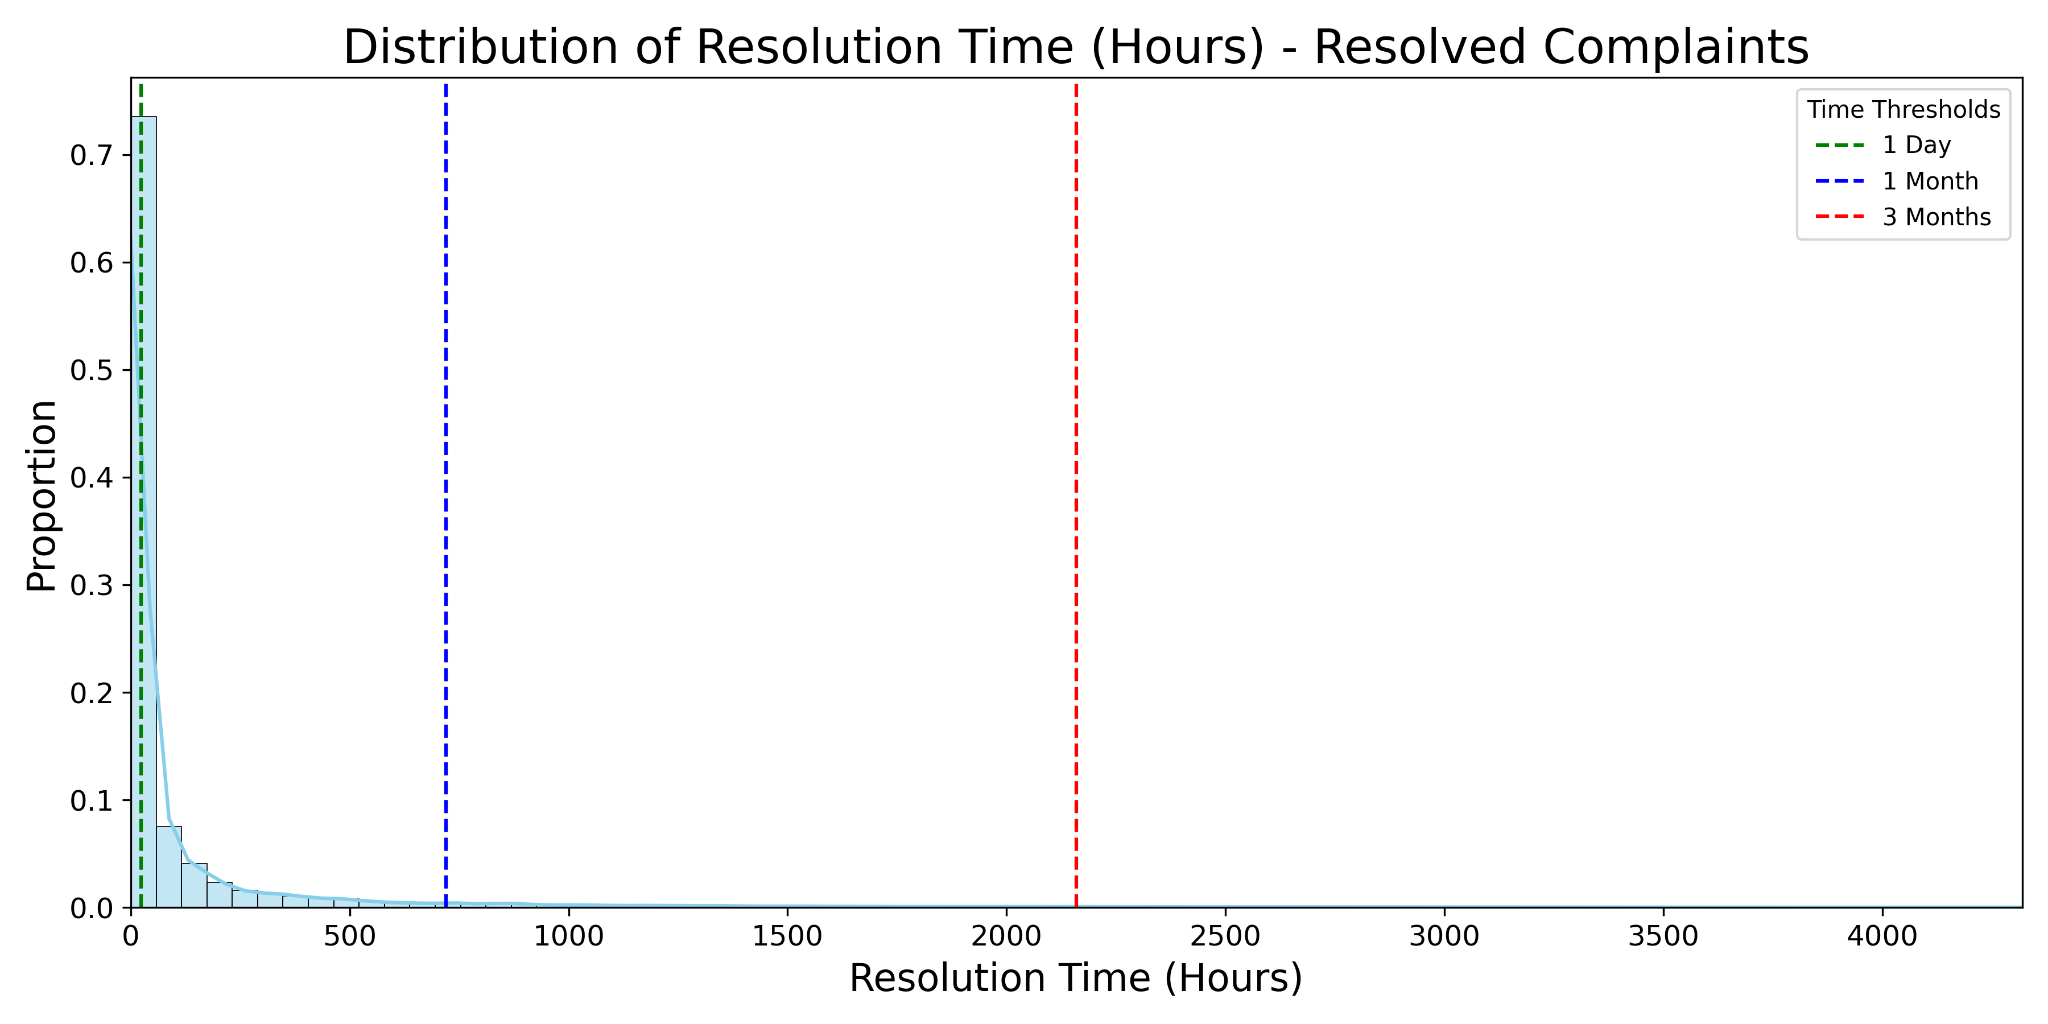 Distribution of Resolution Time (Hours) - Resolved Complaints
Time Thresholds
1 Day
1 Month
3 Months
Proportion
0.7
0.6
0.5
0.4
0.3
0.2
0.1
0.0
0 500 1000 1500 2000 2500 3000 3500 4000
Resolution Time (Hours)